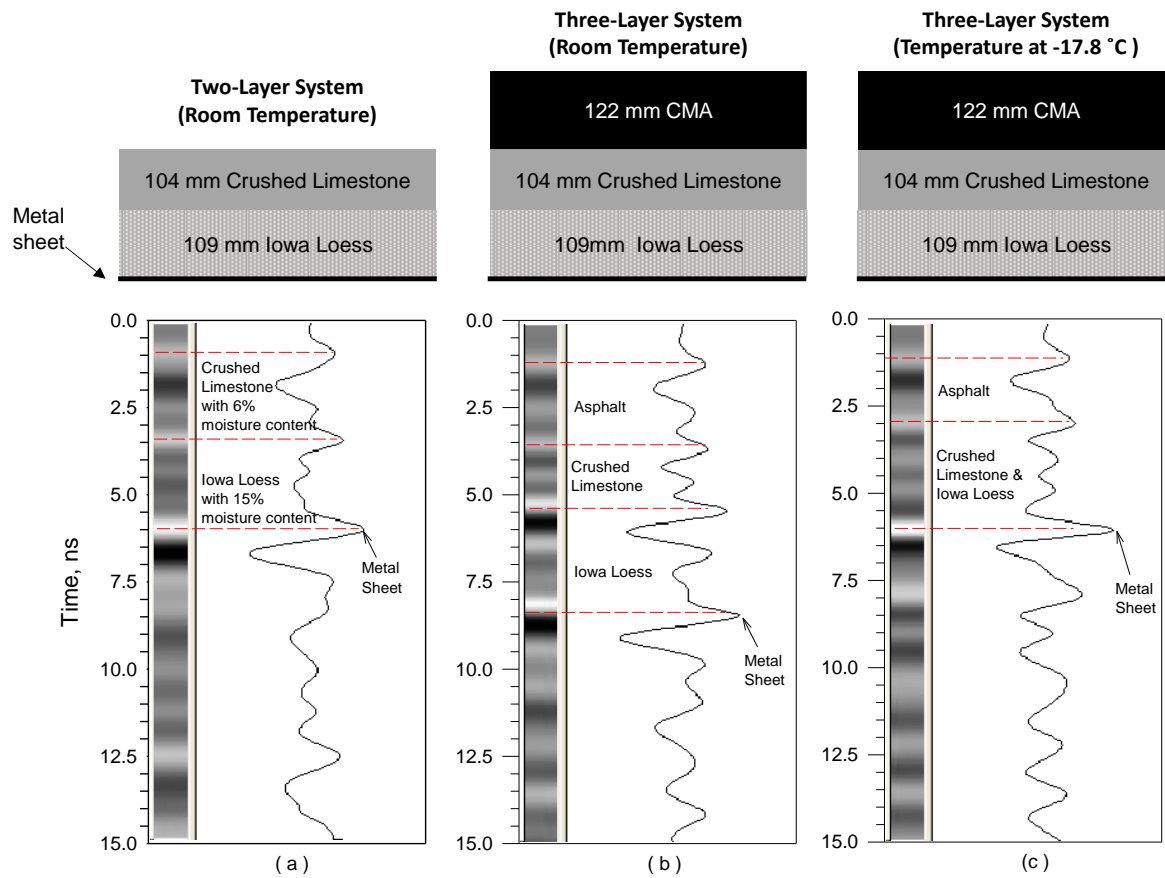 Two-Layer System
(Room Temperature)
104 mm Crushed Limestone
109 mm Iowa Loess
Metal
sheet
Three-Layer System
(Room Temperature)
122 mm CMA
104 mm Crushed Limestone
109mm Iowa Loess
Three-Layer System
(Temperature at -17.8 °C )
122 mm CMA
104 mm Crushed Limestone
109 mm Iowa Loess
Time, ns
0.0
2.5
5.0
7.5
10.0
12.5
15.0
Crushed
Limestone
with 6%
moisture content
Iowa Loess
with 15%
moisture content
Metal
Sheet
( a )
0.0
2.5
5.0
7.5
10.0
12.5
15.0
Asphalt
Crushed
Limestone
Iowa Loess
Metal
Sheet
( b )
0.0
2.5
5.0
7.5
10.0
12.5
15.0
Asphalt
Crushed
Limestone &
Iowa Loess
Metal
Sheet
(c)